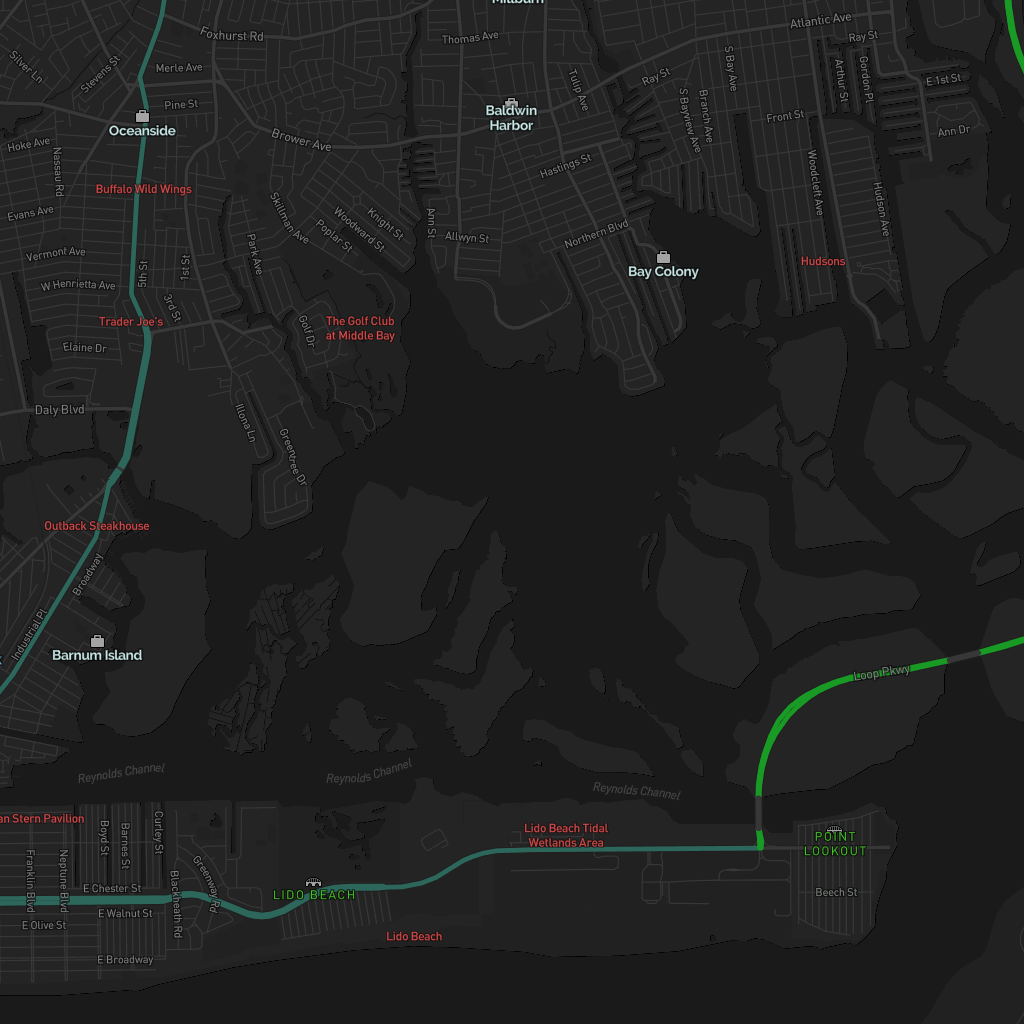 Milburn
Atlantic Ave
Foxhurst Rd
Thomas Ave
Ray St
Silver Ln
Stevens St
Merle Ave
Ray St
S Bay Ave
Tulip Ave
Arthur St
Gordon Pl
E 1st St
Pine St
Baldwin
Harbor
S Bayview Ave
Branch Ave
Front St
Oceanside
Ann Dr
Hoke Ave
Brower Ave
Nassau Rd
Hastings St
Woodcleft Ave
Buffalo Wild Wings
Hudson Ave
Evans Ave
Skillman Ave
Poplar St
Woodward St
Knight St
Ann St
Allwyn St
Northern Blvd
Vermont Ave
Park Ave
5th St
1st St
Bay Colony
Hudsons
W Henrietta Ave
3rd St
Trader Joe's
Golf Dr
The Golf Club
at Middle Bay
Elaine Dr
Daly Blvd
Illona Ln
Greentree Dr
Outback Steakhouse
Broadway
Industrial Pl
Barnum Island
Loop Pkwy
Reynolds Channel
Reynolds Channel
Reynolds Channel
an Stern Pavilion
Boyd St
Barnes St
Curley St
Lido Beach Tidal
Wetlands Area
POINT
LOOKOUT
Franklin Blvd
Neptune Blvd
E Chester St
Blackheath Rd
Greenway Rd
LIDO BEACH
Beech St
E Walnut St
E Olive St
Lido Beach
E Broadway